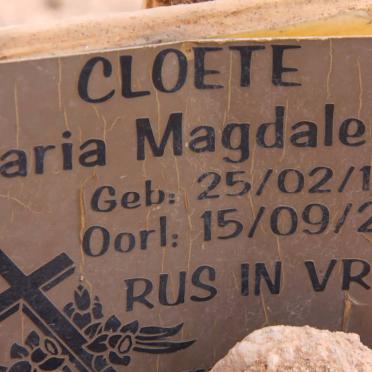 CLOETE
aria Magdale
Geb: 25/02/1
Oorl: 15/09/2
RUS IN VR